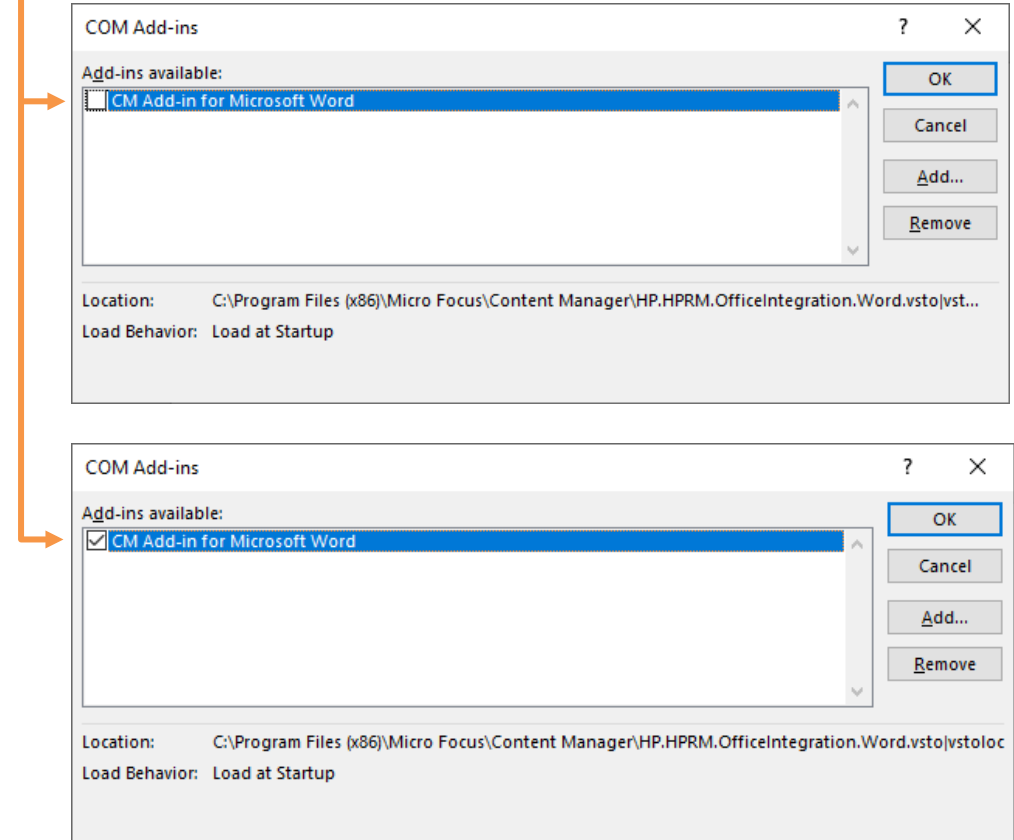 COM Add-ins ?
Add-ins available:
CM Add-in for Microsoft Word
OK
Cancel
Add...
Remove
Location: C:\Program Files (x86)\Micro Focus\Content Manager\HP.HPRM.OfficeIntegration.Word.vsto|vst...
Load Behavior: Load at Startup
COM Add-ins ?
Add-ins available:
CM Add-in for Microsoft Word
OK
Cancel
Add...
Remove
Location: C:\Program Files (x86)\Micro Focus\Content Manager\HP.HPRM.OfficeIntegration.Word.vsto|vstoloc
Load Behavior: Load at Startup